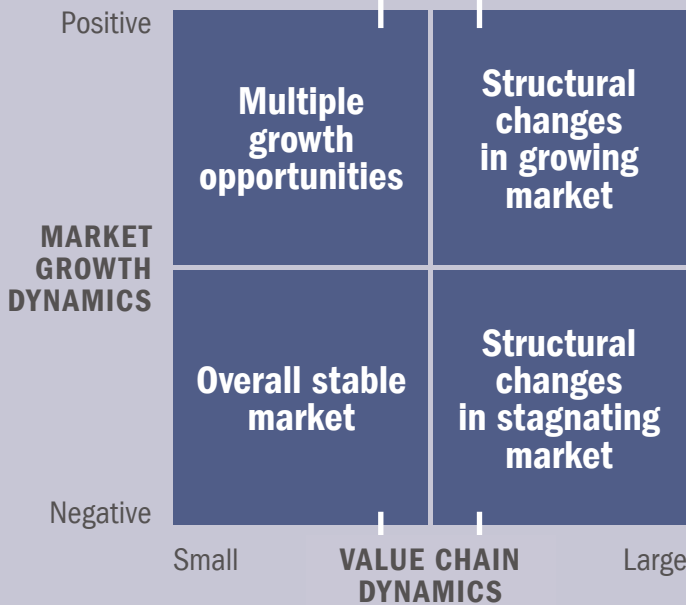 Positive
Multiple
growth
opportunities
Structural
changes
in growing
market
MARKET
GROWTH
DYNAMICS
Overall stable
market
Structural
changes
in stagnating
market
Negative
Small
VALUE CHAIN
DYNAMICS
Large